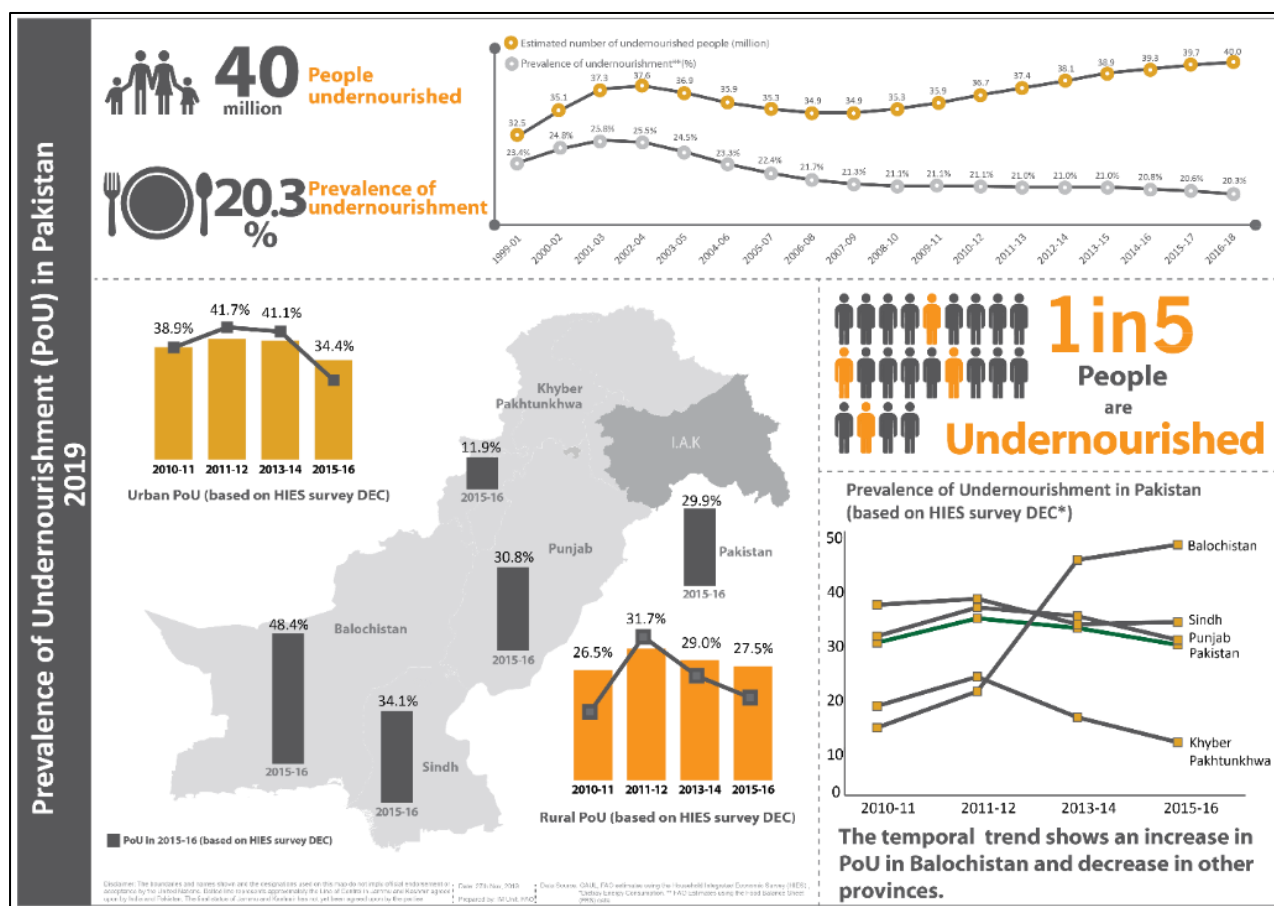 Prevalence of Undernourishment (PoU) in Pakistan
2019
40
million
People
undernourished
20.3
%
Prevalence of
undernourishment
Estimated number of undernourished people (million)
Prevalence of undernourishment**(%)
32.5
35.1
37.3
37.6
36.9
35.9
35.3
34.9
34.9
35.3
35.9
36.7
37.4
38.1
38.9
39.3
39.7
40.0
23.4%
24.8%
25.8%
25.5%
24.5%
23.3%
22.4%
21.7%
21.3%
21.1%
21.1%
21.1%
21.0%
21.0%
21.0%
20.8%
20.6%
20.3%
1999-01
2000-02
2001-03
2002-04
2003-05
2004-06
2005-07
2006-08
2007-09
2008-10
2009-11
2010-12
2011-13
2012-14
2013-15
2014-16
2015-17
2016-18
38.9%
41.7%
41.1%
34.4%
2010-11
2011-12
2013-14
2015-16
Urban PoU (based on HIES survey DEC)
Khyber
Pakhtunkhwa
11.9%
2015-16
I.A.K
29.9%
Pakistan
2015-16
Punjab
30.8%
2015-16
Balochistan
48.4%
2015-16
34.1%
Sindh
2015-16
26.5%
31.7%
29.0%
27.5%
2010-11
2011-12
2013-14
2015-16
Rural PoU (based on HIES survey DEC)
PoU in 2015-16 (based on HIES survey DEC)
1 in 5
People
are
Undernourished
Prevalence of Undernourishment in Pakistan
(based on HIES survey DEC*)
50
40
30
20
10
0
Balochistan
Sindh
Punjab
Pakistan
Khyber
Pakhtunkhwa
2010-11
2011-12
2013-14
2015-16
The temporal trend shows an increase in
PoU in Balochistan and decrease in other
provinces.